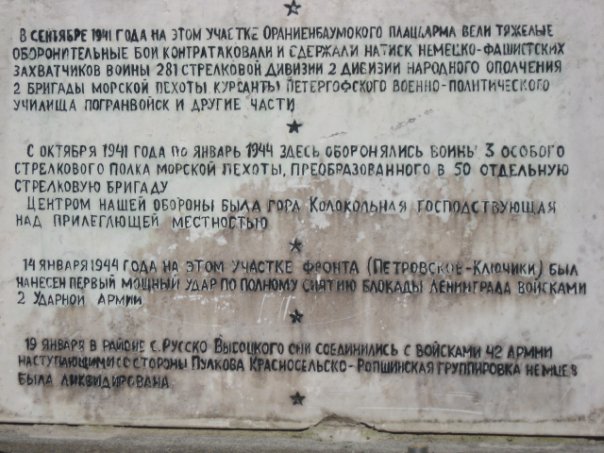 В СЕНТЯБРЕ 1941 ГОДА НА ЭТОМ УЧАСТКЕ ОРАНИЕНБАУМСКОГО ПЛАЦДАРМА ВЕЛИ ТЯЖЕЛЫЕ
ОБОРОНИТЕЛЬНЫЕ БОИ КОНТРАТАКОВАЛИ И СДЕРЖАЛИ НАТИСК НЕМЕЦКО-ФАШИСТСКИХ
ЗАХВАТЧИКОВ ВОИНЫ 281 СТРЕЛКОВОЙ ДИВИЗИИ 2 ДИВИЗИИ НАРОДНОГО ОПОЛЧЕНИЯ
2 БРИГАДЫ МОРСКОЙ ПЕХОТЫ КУРСАНТЫ ПЕТЕРГОФСКОГО ВОЕННО-ПОЛИТИЧЕСКОГО
УЧИЛИЩА ПОГРАНВОЙСК И ДРУГИЕ ЧАСТИ
С ОКТЯБРЯ 1941 ГОДА ПО ЯНВАРЬ 1944 ЗДЕСЬ ОБОРОНЯЛИСЬ ВОИНЫ 3 ОСОБОГО
СТРЕЛКОВОГО ПОЛКА МОРСКОЙ ПЕХОТЫ, ПРЕОБРАЗОВАННОГО В 50 ОТДЕЛЬНУЮ
СТРЕЛКОВУЮ БРИГАДУ
ЦЕНТРОМ НАШЕЙ ОБОРОНЫ БЫЛА ГОРА КОЛОКОЛЬНАЯ ГОСПОДСТВУЮЩАЯ
НАД ПРИЛЕГЛЮЩЕЙ МЕСТНОСТЬЮ
14 ЯНВАРЯ 1944 ГОДА НА ЭТОМ УЧАСТКЕ ФРОНТА (ПЕТРОВСКОЕ-КЛЮЧИКИ) БЫЛ
НАНЕСЕН ПЕРВЫЙ МОЩНЫЙ УДАР ПО ПОЛНОМУ СНЯТИЮ БЛОКАДЫ ЛЕНИНГРАДА ВОЙСКАМИ
2 УДАРНОЙ АРМИИ
19 ЯНВАРЯ В РАЙОНЕ С. РУССКО ВЫСОЦКОГО ОНИ СОЕДИНИЛИСЬ С ВОЙСКАМИ 42 АРМИИ
НАСТУПАЮЩИМИ СО СТОРОНЫ ПУЛКОВА КРАСНОСЕЛЬСКО-РОПШИНСКАЯ ГРУППИРОВКА НЕМЦЕВ
БЫЛА ЛИКВИДИРОВАНА